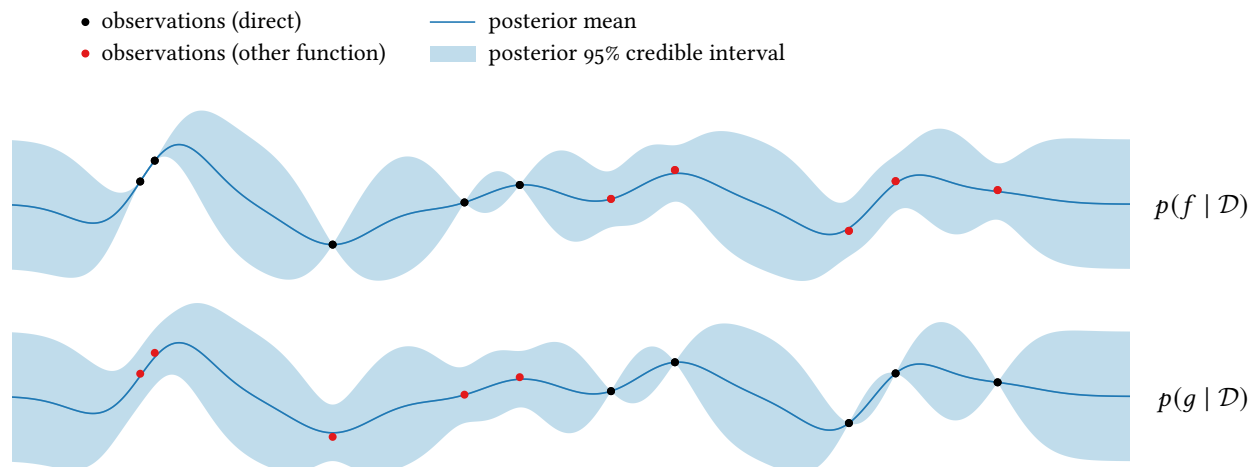 observations (direct)
posterior mean
observations (other function)
posterior 95% credible interval
p(f | D)
p(g | D)